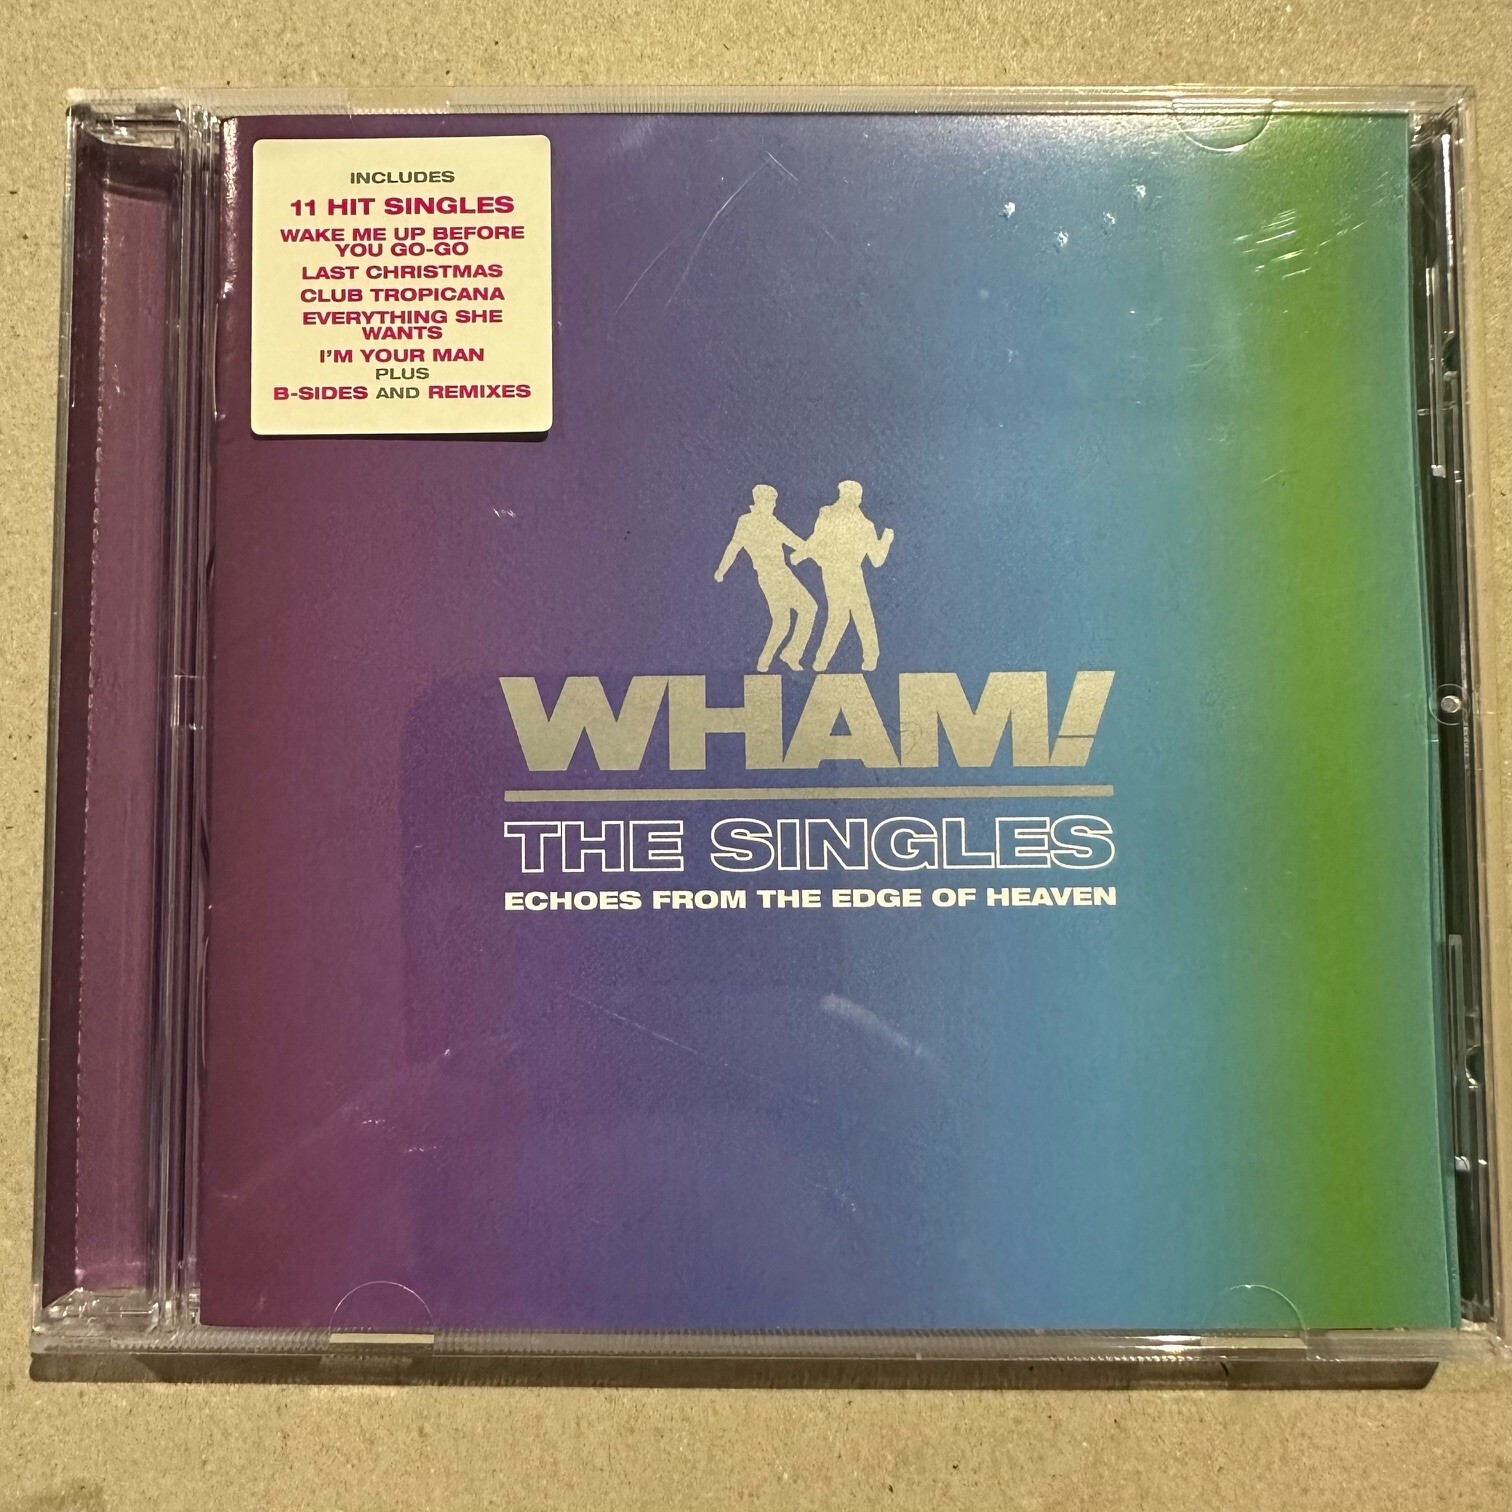 INCLUDES
11 HIT SINGLES
WAKE ME UP BEFORE
YOU GO-GO
LAST CHRISTMAS
CLUB TROPICANA
EVERYTHING SHE
WANTS
I'M YOUR MAN
PLUS
B-SIDES AND REMIXES
WHAM!
THE SINGLES
ECHOES FROM THE EDGE OF HEAVEN